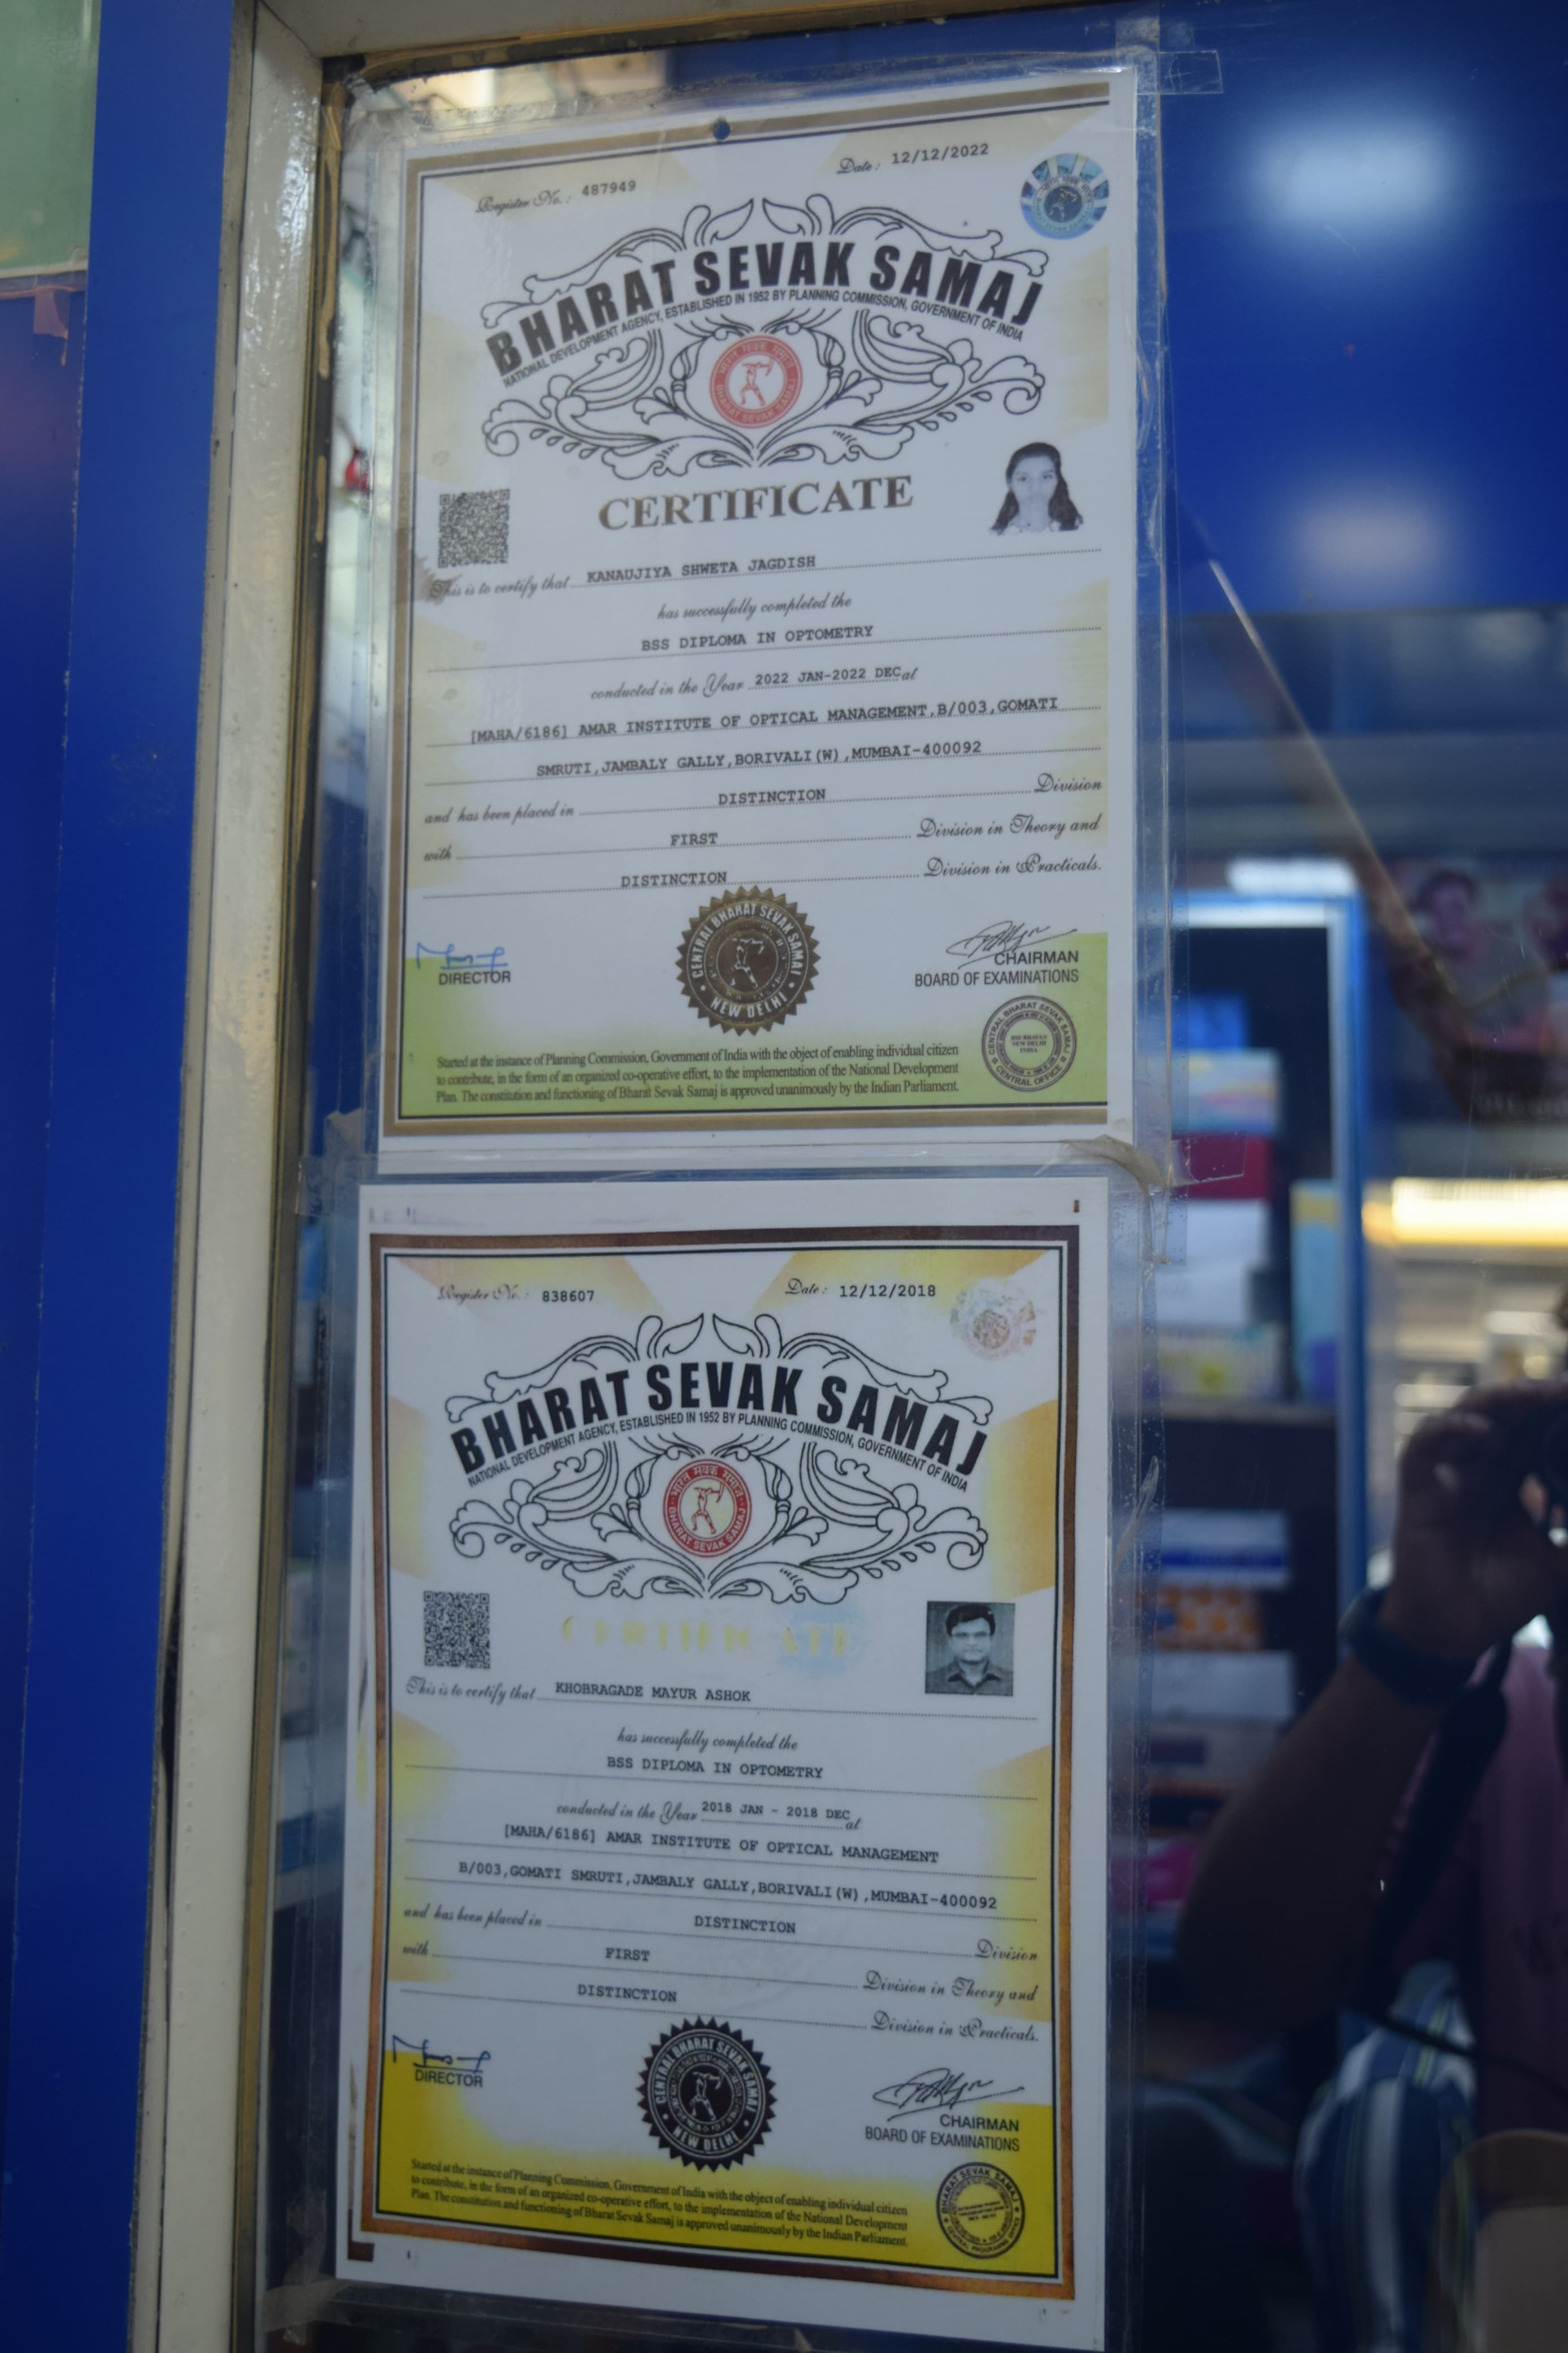 Register No. : 487949
Date : 12/12/2022
BHARAT SEVAK SAMAJ
NATIONAL DEVELOPMENT AGENCY, ESTABLISHED IN 1952 BY PLANNING COMMISSION, GOVERNMENT OF INDIA
BHARAT SEVAK SAMAJ
CERTIFICATE
This is to certify that KANAUJIYA SHWETA JAGDISH
has successfully completed the
BSS DIPLOMA IN OPTOMETRY
conducted in the Year 2022 JAN-2022 DEC at
[MAHA/6186] AMAR INSTITUTE OF OPTICAL MANAGEMENT,B/003,GOMATI
SMRUTI,JAMBALY GALLY,BORIVALI(W),MUMBAI-400092
and has been placed in DISTINCTION Division
with FIRST Division in Theory and
DISTINCTION Division in Practicals.
CENTRAL BHARAT SEVAK SAMAJ
NEW DELHI
DIRECTOR
CHAIRMAN
BOARD OF EXAMINATIONS
CENTRAL BHARAT SEVAK SAMAJ
CENTRAL OFFICE
Started at the instance of Planning Commission, Government of India with the object of enabling individual citizen
to contribute, in the form of an organized co-operative effort, to the implementation of the National Development
Plan. The constitution and functioning of Bharat Sevak Samaj is approved unanimously by the Indian Parliament.
Register No. : 838607
Date : 12/12/2018
BHARAT SEVAK SAMAJ
NATIONAL DEVELOPMENT AGENCY, ESTABLISHED IN 1952 BY PLANNING COMMISSION, GOVERNMENT OF INDIA
भारत सेवक समाज
BHARAT SEVAK SAMAJ
CERTIFICATE
This is to certify that KHOBRAGADE MAYUR ASHOK
has successfully completed the
BSS DIPLOMA IN OPTOMETRY
conducted in the Year 2018 JAN - 2018 DEC at
[MAHA/6186] AMAR INSTITUTE OF OPTICAL MANAGEMENT
B/003,GOMATI SMRUTI,JAMBALY GALLY,BORIVALI(W),MUMBAI-400092
and has been placed in DISTINCTION Division
with FIRST Division in Theory and
DISTINCTION Division in Practicals.
CENTRAL BHARAT SEVAK SAMAJ
NEW DELHI
DIRECTOR
CHAIRMAN
BOARD OF EXAMINATIONS
BHARAT SEVAK SAMAJ
Started at the instance of Planning Commission, Government of India with the object of enabling individual citizen
to contribute, in the form of an organized co-operative effort, to the implementation of the National Development
Plan. The constitution and functioning of Bharat Sevak Samaj is approved unanimously by the Indian Parliament.